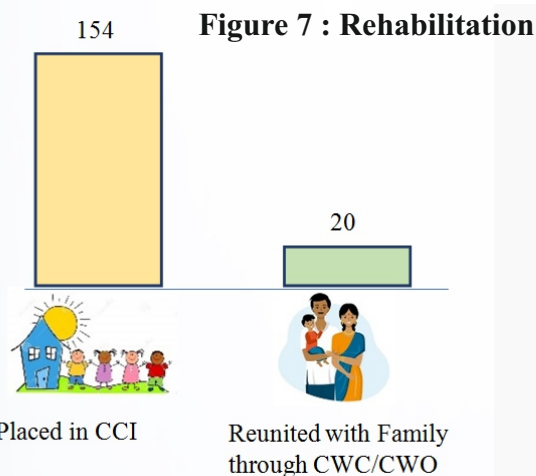 Figure 7 : Rehabilitation
154
20
Placed in CCI
Reunited with Family
through CWC/CWO